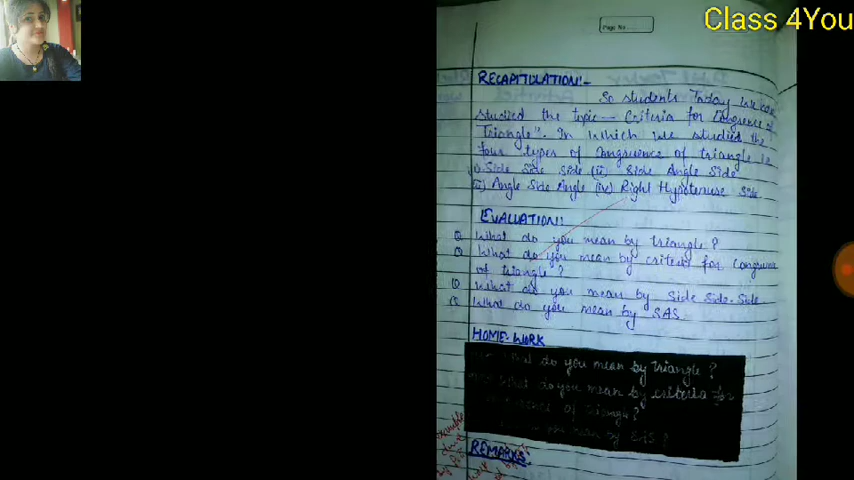 Class 4You
Page No.
RECAPITULATION:-
So students Today we
studied the topic - Criteria for Congruence of
Triangle". In which we studied the
four types of Congruence of triangle ie
i) Side Side Side (ii) Side Angle Side
(ii) Angle Side Angle (iv) Right Hypotenuse Side
EVALUATION:
Q What do you mean by triangle?
Q What do you mean by criteria for Congruence
of triangle?
Q What do you mean by Side Side-Side
Q What do you mean by SAS
HOME-WORK
What do you mean by triangle?
What do you mean by criteria for
of triangle?
SAS?
REMARKS: